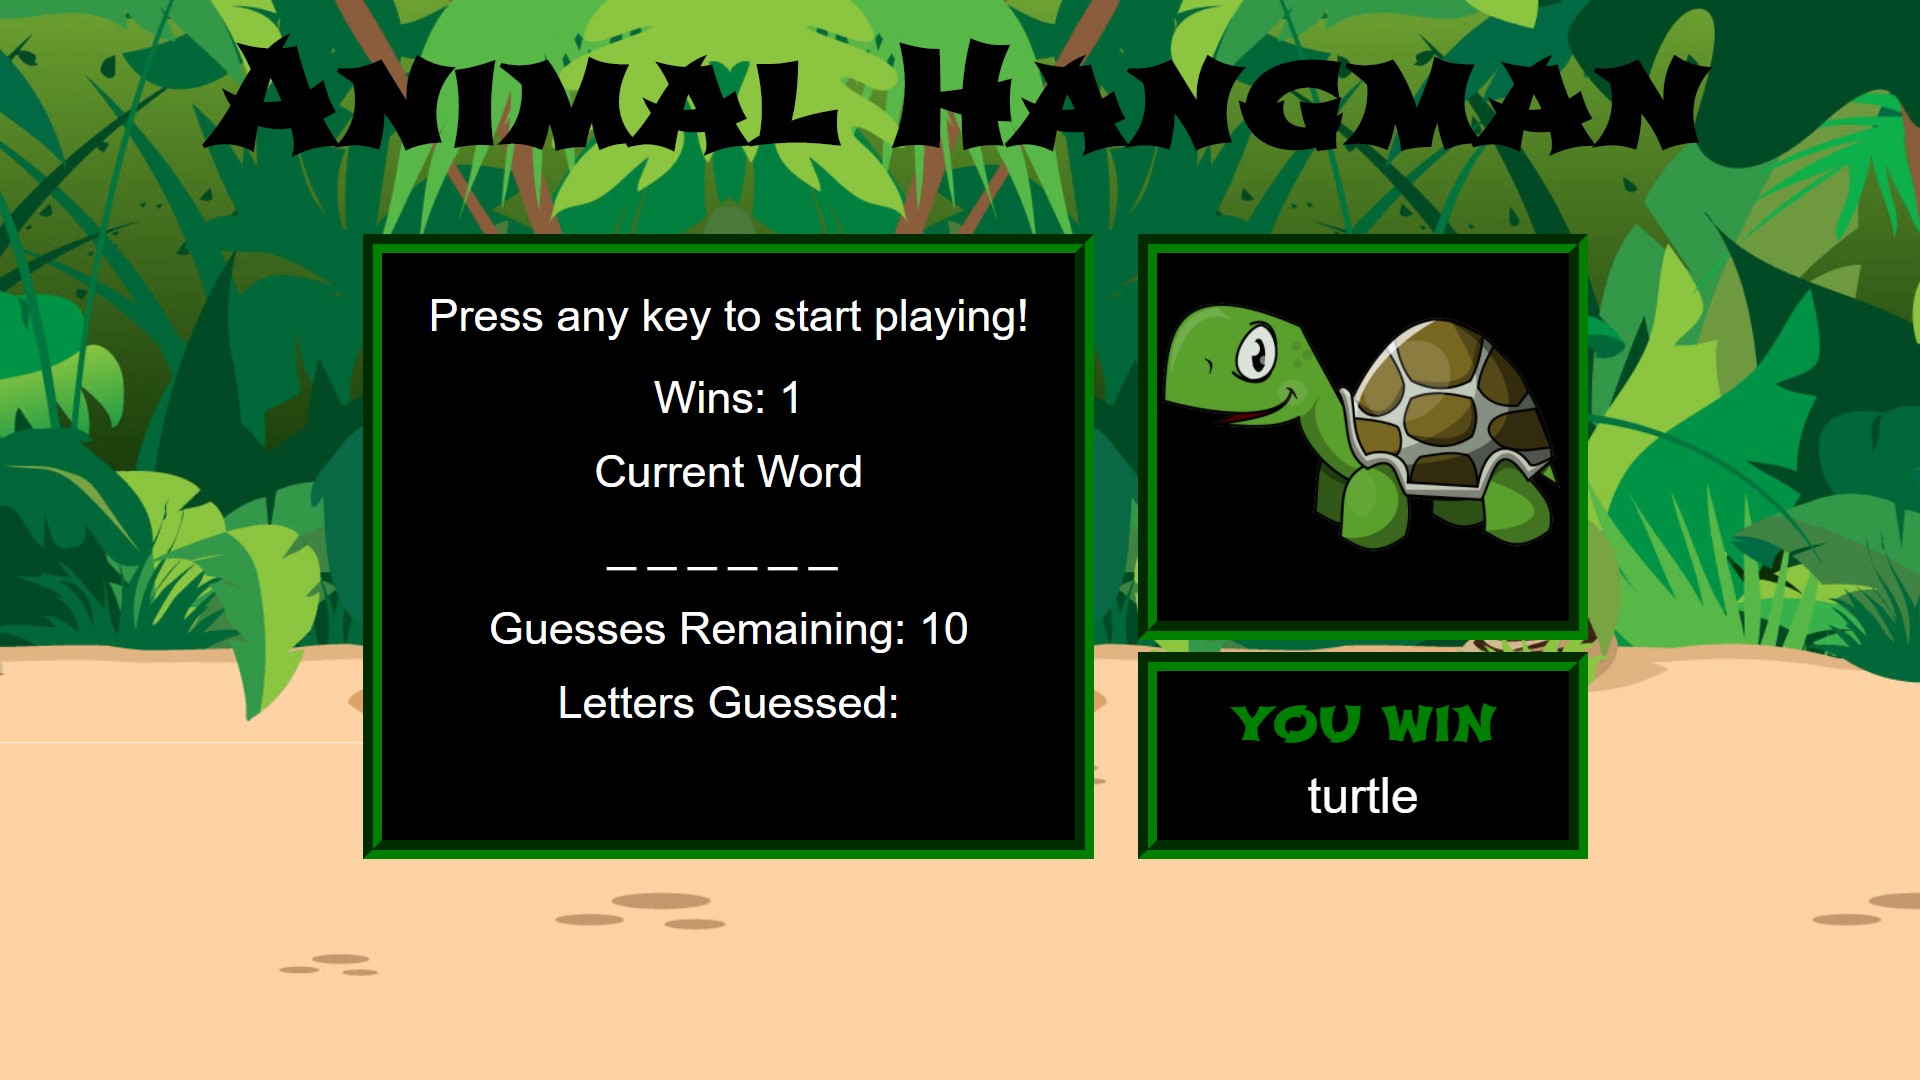 Animal Hangman
Press any key to start playing!
Wins: 1
Current Word
_ _ _ _ _ _
Guesses Remaining: 10
Letters Guessed:
YOU WIN
turtle